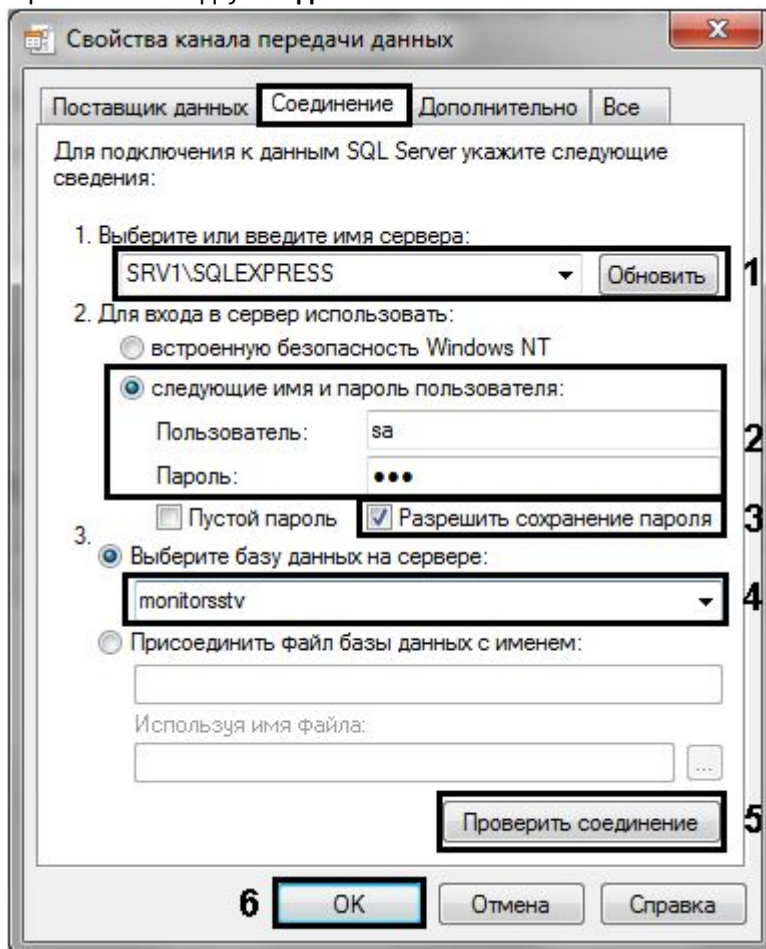 Свойства канала передачи данных
Поставщик данных Соединение Дополнительно Все
Для подключения к данным SQL Server укажите следующие
сведения:
1. Выберите или введите имя сервера:
SRV1\SQLEXPRESS Обновить 1
2. Для входа в сервер использовать:
встроенную безопасность Windows NT
следующие имя и пароль пользователя:
Пользователь: sa
2
Пароль: ●●●
Пустой пароль Разрешить сохранение пароля 3
3.
Выберите базу данных на сервере:
monitorsstv 4
Присоединить файл базы данных с именем:
Используя имя файла:
...
Проверить соединение 5
6 OK Отмена Справка